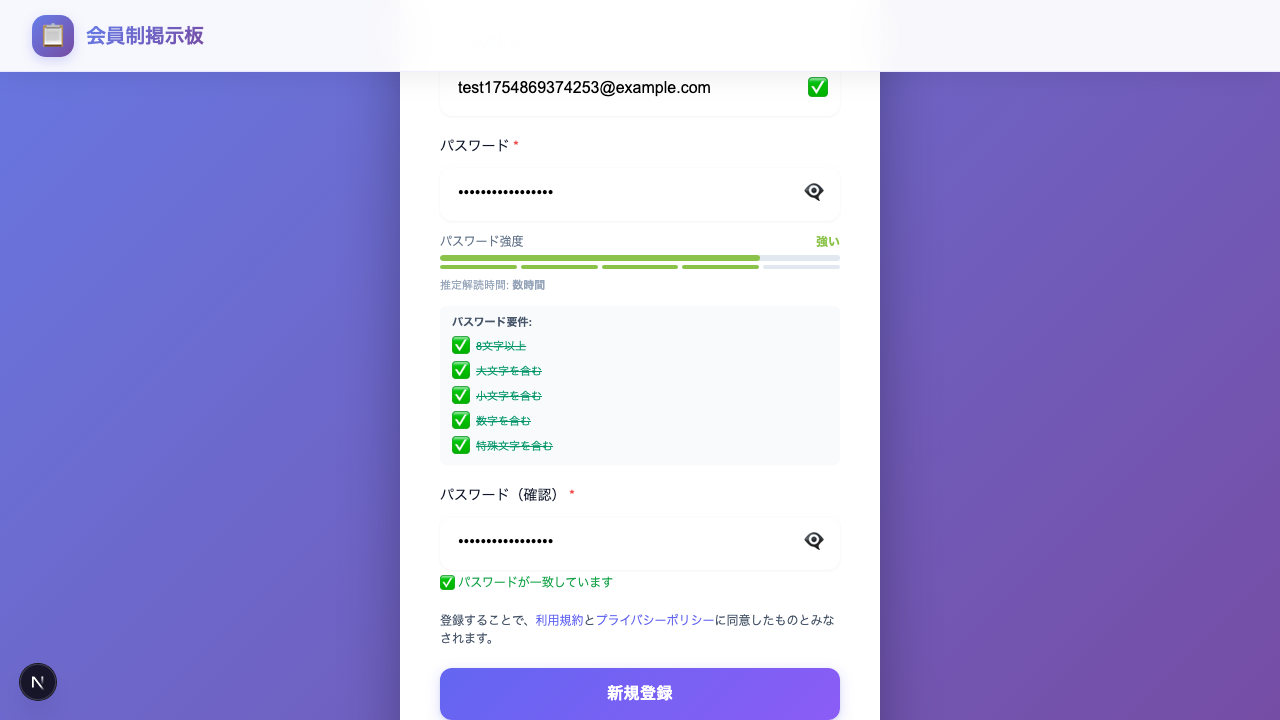 会員制掲示板
test1754869374253@example.com
パスワード *
•••••••••••••••••
パスワード強度 強い
推定解読時間: 数時間
パスワード要件:
8文字以上
大文字を含む
小文字を含む
数字を含む
特殊文字を含む
パスワード（確認） *
•••••••••••••••••
パスワードが一致しています
登録することで、利用規約とプライバシーポリシーに同意したものとみな
されます。
新規登録
N